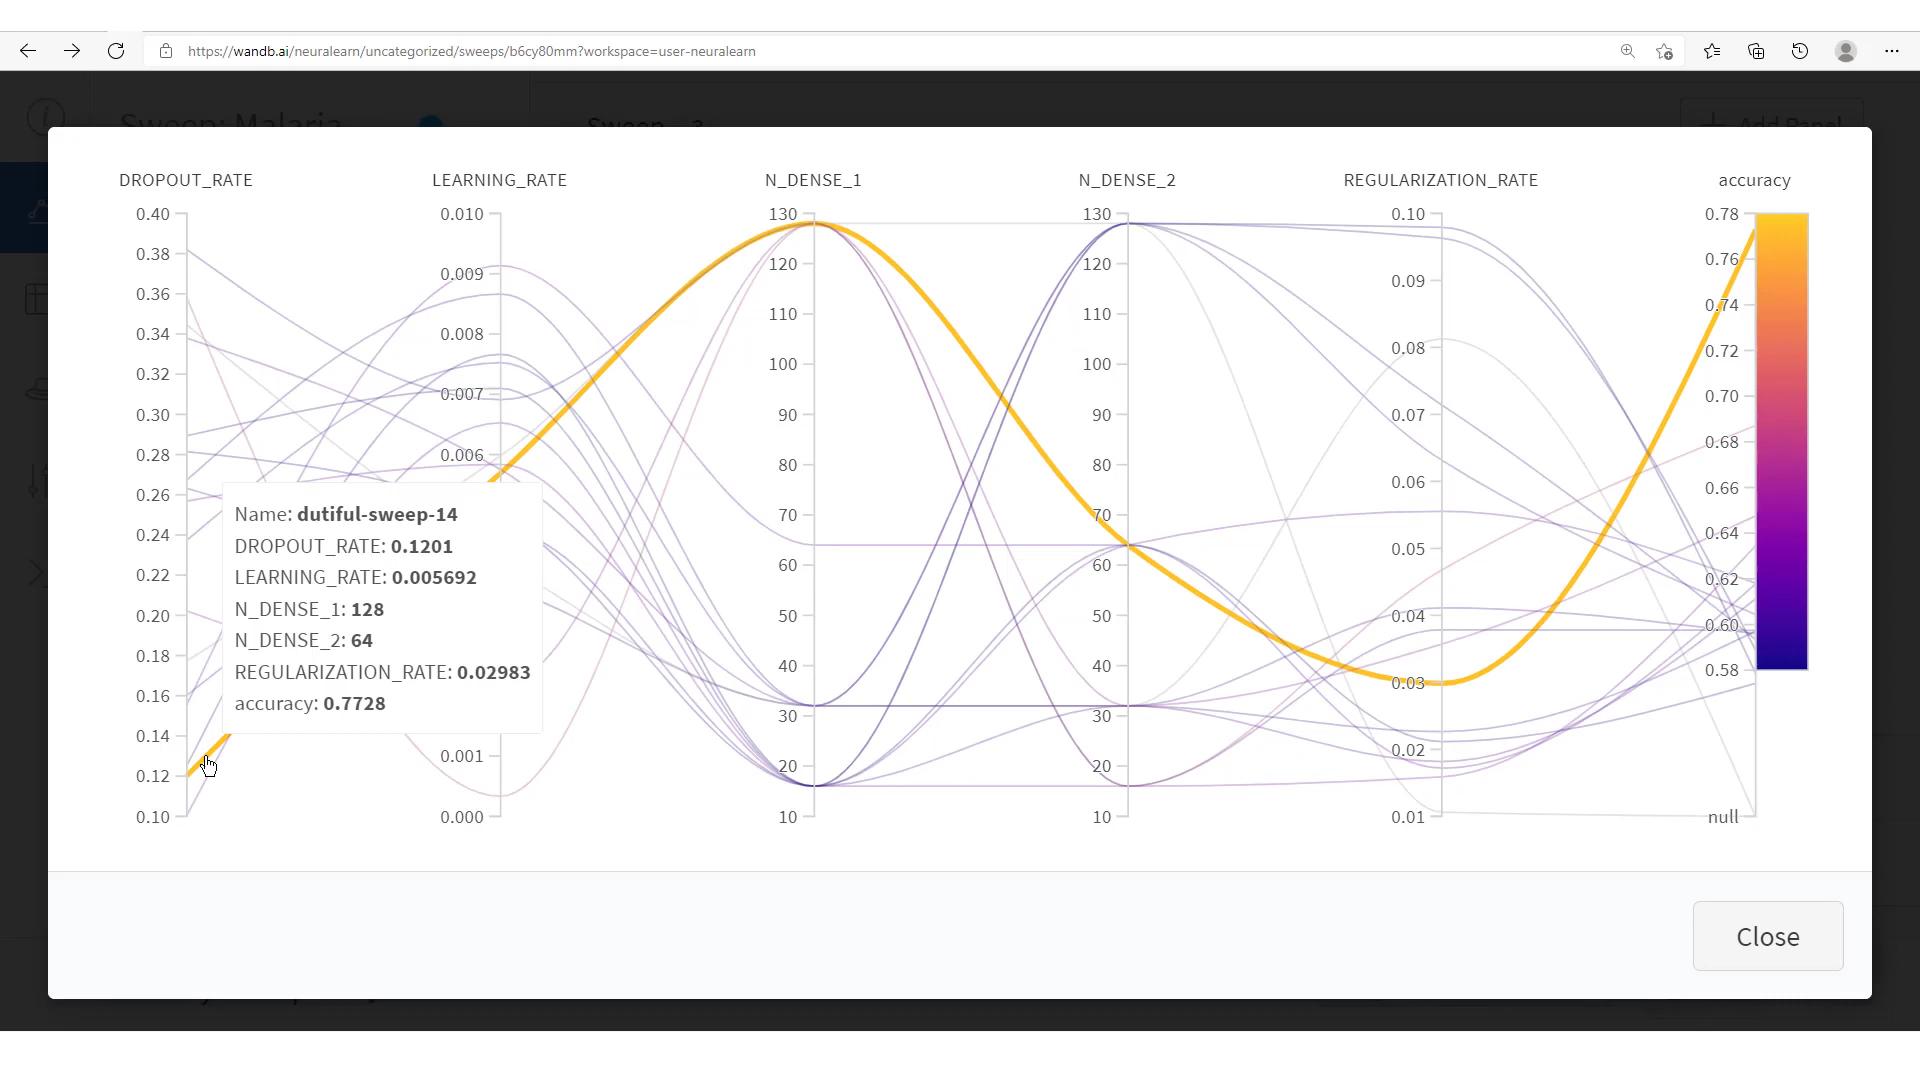 https://wandb.ai/neuralearn/uncategorized/sweeps/b6cy80mm?workspace=user-neuralearn
Sweep: Malaria
Add Panel
DROPOUT_RATE LEARNING_RATE N_DENSE_1 N_DENSE_2 REGULARIZATION_RATE accuracy
0.40 0.010 130 130 0.10 0.78
0.38 0.009 120 120 0.09 0.76
0.36 0.008 110 110 0.08 0.74
0.34 0.007 100 100 0.07 0.72
0.32 0.006 90 90 0.06 0.70
0.30 0.001 80 80 0.05 0.68
0.28 0.000 70 70 0.04 0.66
0.26 60 60 0.03 0.64
0.24 50 50 0.02 0.62
0.22 40 40 0.01 0.60
0.20 30 30 0.58
0.18 20 20 null
0.16 10 10
0.14
0.12
0.10
Name: dutiful-sweep-14
DROPOUT_RATE: 0.1201
LEARNING_RATE: 0.005692
N_DENSE_1: 128
N_DENSE_2: 64
REGULARIZATION_RATE: 0.02983
accuracy: 0.7728
Close